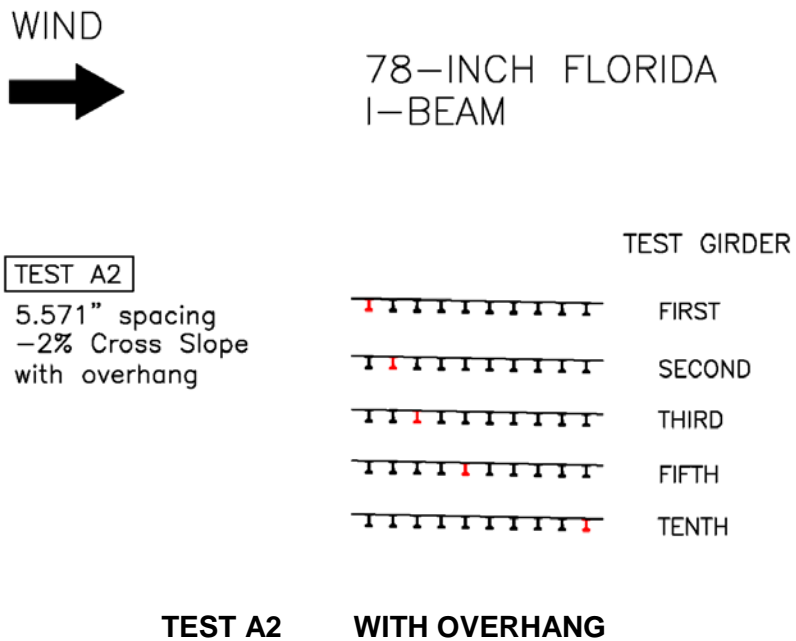 WIND
78-INCH FLORIDA
I-BEAM
TEST GIRDER
TEST A2
5.571" spacing
-2% Cross Slope
with overhang
FIRST
SECOND
THIRD
FIFTH
TENTH
TEST A2 WITH OVERHANG